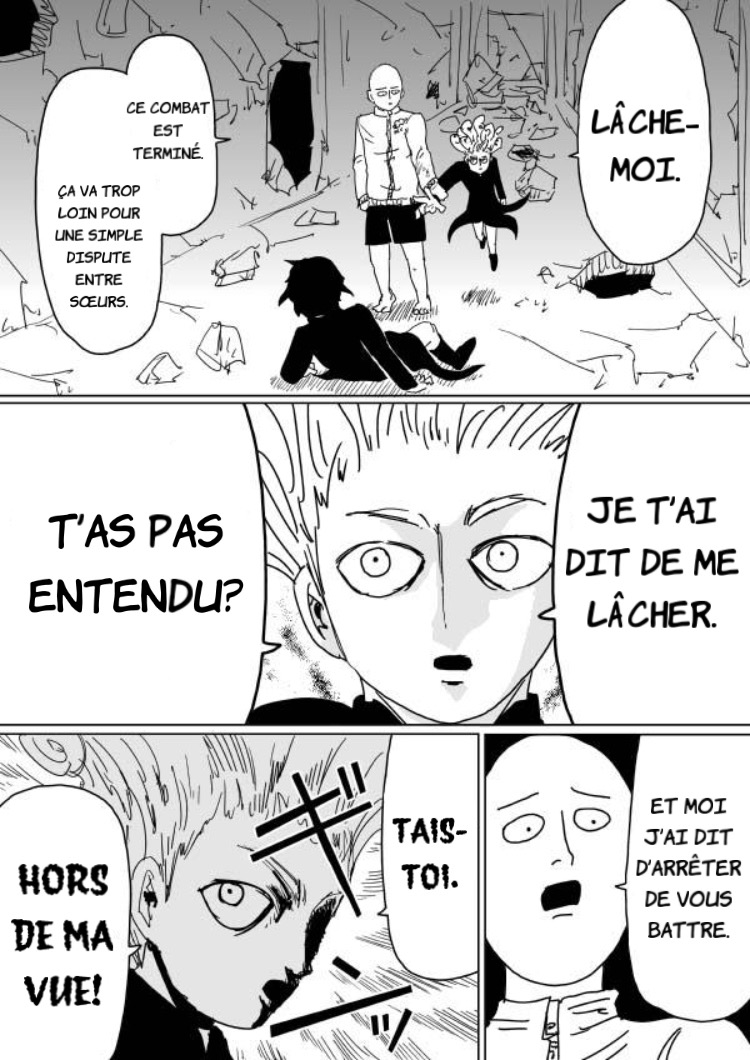 LÂCHE-
MOI.
CE COMBAT
EST
TERMINÉ.
ÇA VA TROP
LOIN POUR
UNE SIMPLE
DISPUTE
ENTRE
SŒURS.
JE T'AI
DIT DE ME
LÂCHER.
T'AS PAS
ENTENDU?
ET MOI
J'AI DIT
D'ARRÊTER
DE VOUS
BATTRE.
TAIS-
TOI.
HORS
DE MA
VUE!